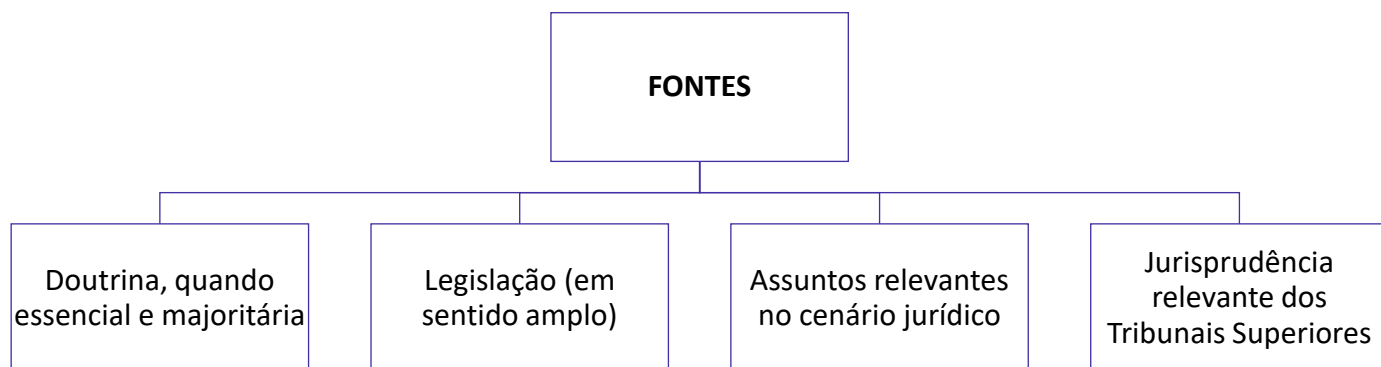 FONTES
Doutrina, quando
essencial e majoritária
Legislação (em
sentido amplo)
Assuntos relevantes
no cenário jurídico
Jurisprudência
relevante dos
Tribunais Superiores